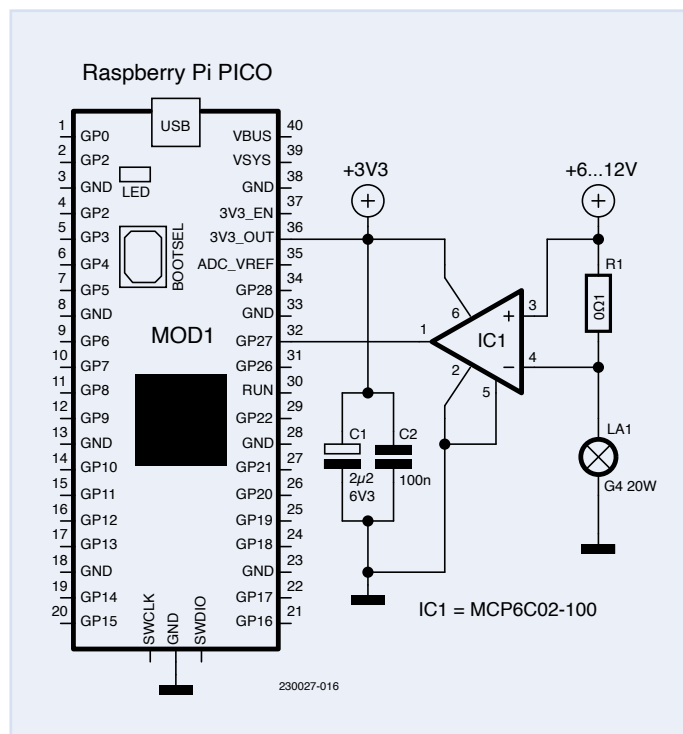 Raspberry Pi PICO
USB
LED
BOOTSEL
MOD1
1 GP0
2 GP2
3 GND
4 GP2
5 GP3
6 GP4
7 GP5
8 GND
9 GP6
10 GP7
11 GP8
12 GP9
13 GND
14 GP10
15 GP11
16 GP12
17 GP13
18 GND
19 GP14
20 GP15
SWCLK
GND
SWDIO
VBUS 40
VSYS 39
GND 38
3V3_EN 37
3V3_OUT 36
ADC_VREF 35
GP28 34
GND 33
GP27 32
GP26 31
RUN 30
GP22 29
GND 28
GP21 27
GP20 26
GP19 25
GP18 24
GND 23
GP17 22
GP16 21
+3V3
+6...12V
R1
0Ω1
6
+ 3
1
IC1
2
– 4
5
C1
2µ2
6V3
C2
100n
LA1
G4 20W
IC1 = MCP6C02-100
230027-016